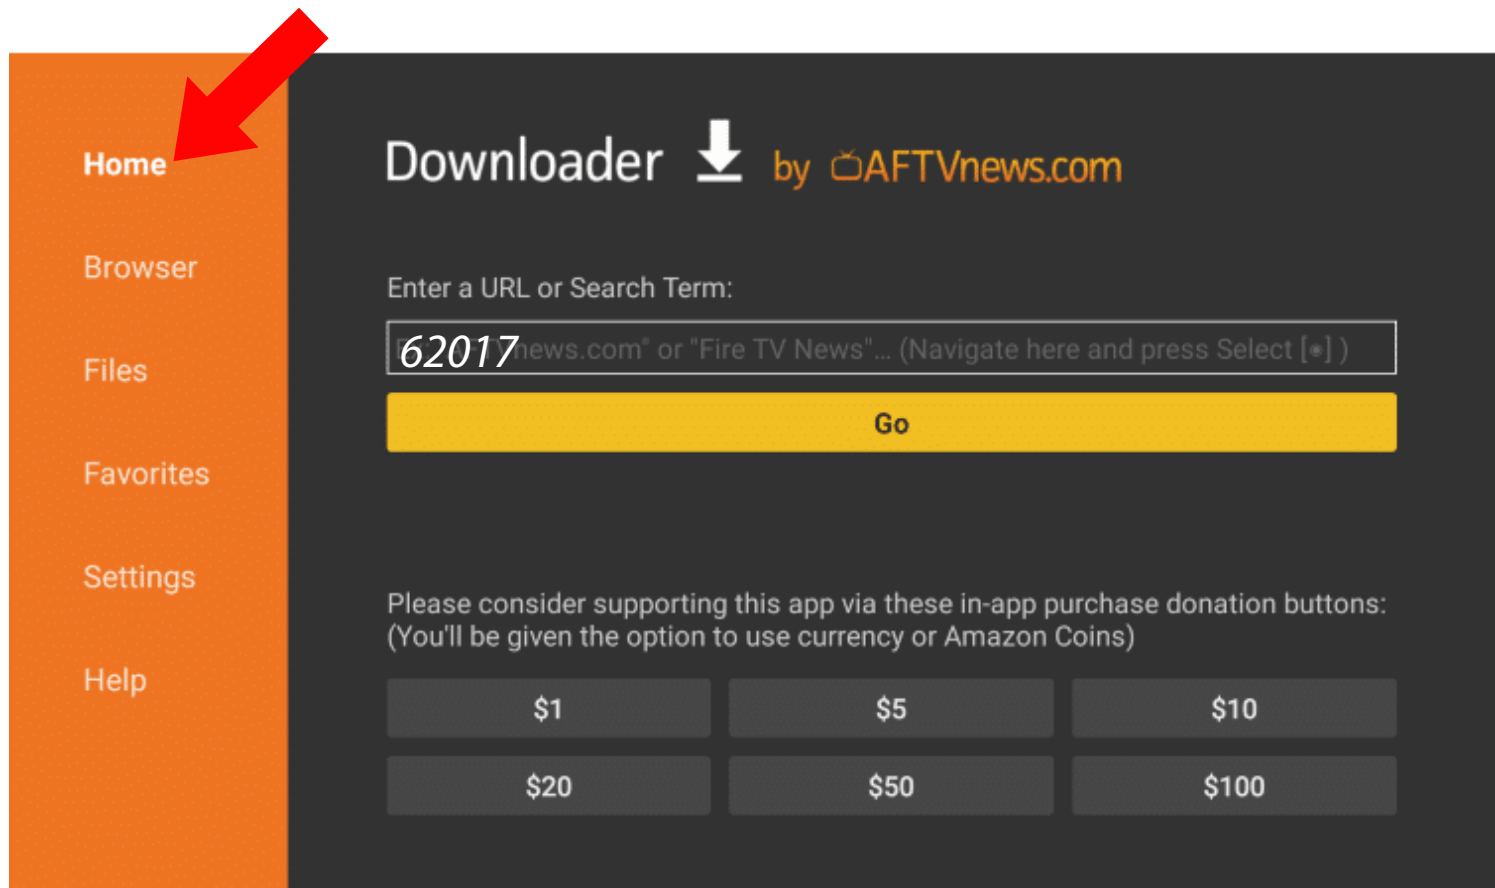 Home
Browser
Files
Favorites
Settings
Help
Downloader by AFTVnews.com
Enter a URL or Search Term:
62017 news.com" or "Fire TV News"... (Navigate here and press Select [◉] )
Go
Please consider supporting this app via these in-app purchase donation buttons:
(You'll be given the option to use currency or Amazon Coins)
$1 $5 $10
$20 $50 $100